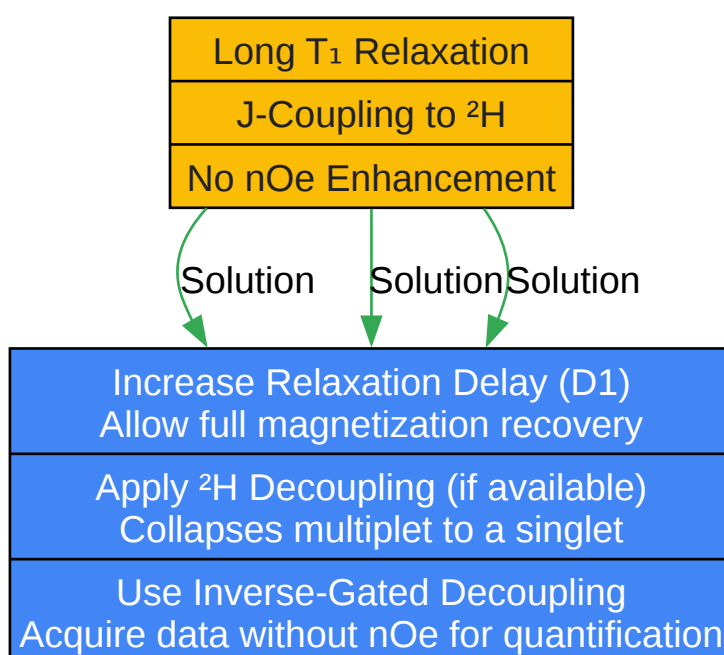 Long T₁ Relaxation
J-Coupling to ²H
No nOe Enhancement
Solution
Solution
Solution
Increase Relaxation Delay (D1)
Allow full magnetization recovery
Apply ²H Decoupling (if available)
Collapses multiplet to a singlet
Use Inverse-Gated Decoupling
Acquire data without nOe for quantification